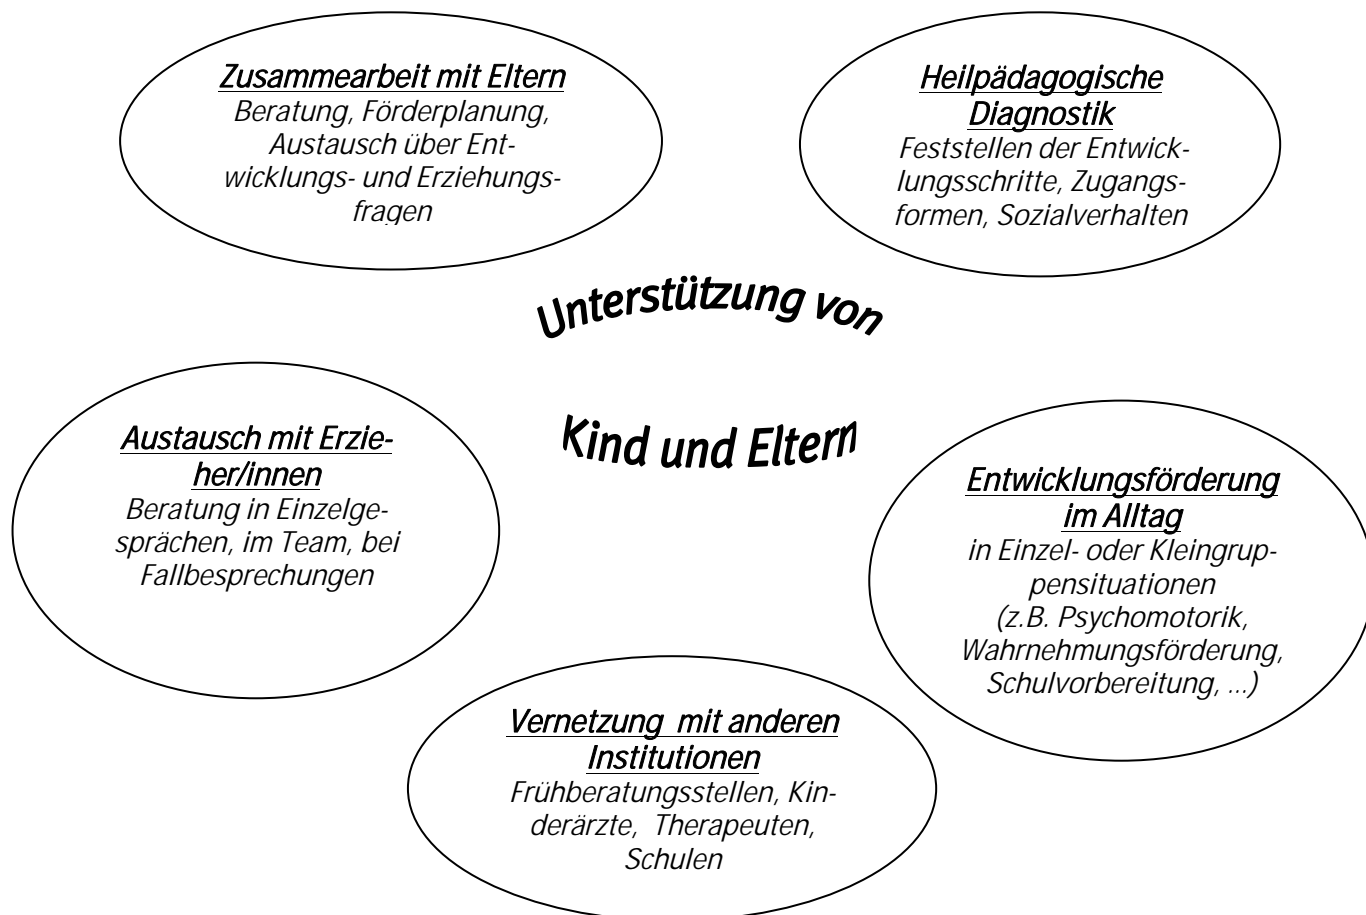 Zusammearbeit mit Eltern
Beratung, Förderplanung,
Austausch über Ent-
wicklungs- und Erziehungs-
fragen
Heilpädagogische
Diagnostik
Feststellen der Entwick-
lungsschritte, Zugangs-
formen, Sozialverhalten
Unterstützung von
Kind und Eltern
Austausch mit Erzie-
her/innen
Beratung in Einzelge-
sprächen, im Team, bei
Fallbesprechungen
Entwicklungsförderung
im Alltag
in Einzel- oder Kleingrup-
pensituationen
(z.B. Psychomotorik,
Wahrnehmungsförderung,
Schulvorbereitung, ...)
Vernetzung  mit anderen
Institutionen
Frühberatungsstellen, Kin-
derärzte,  Therapeuten,
Schulen